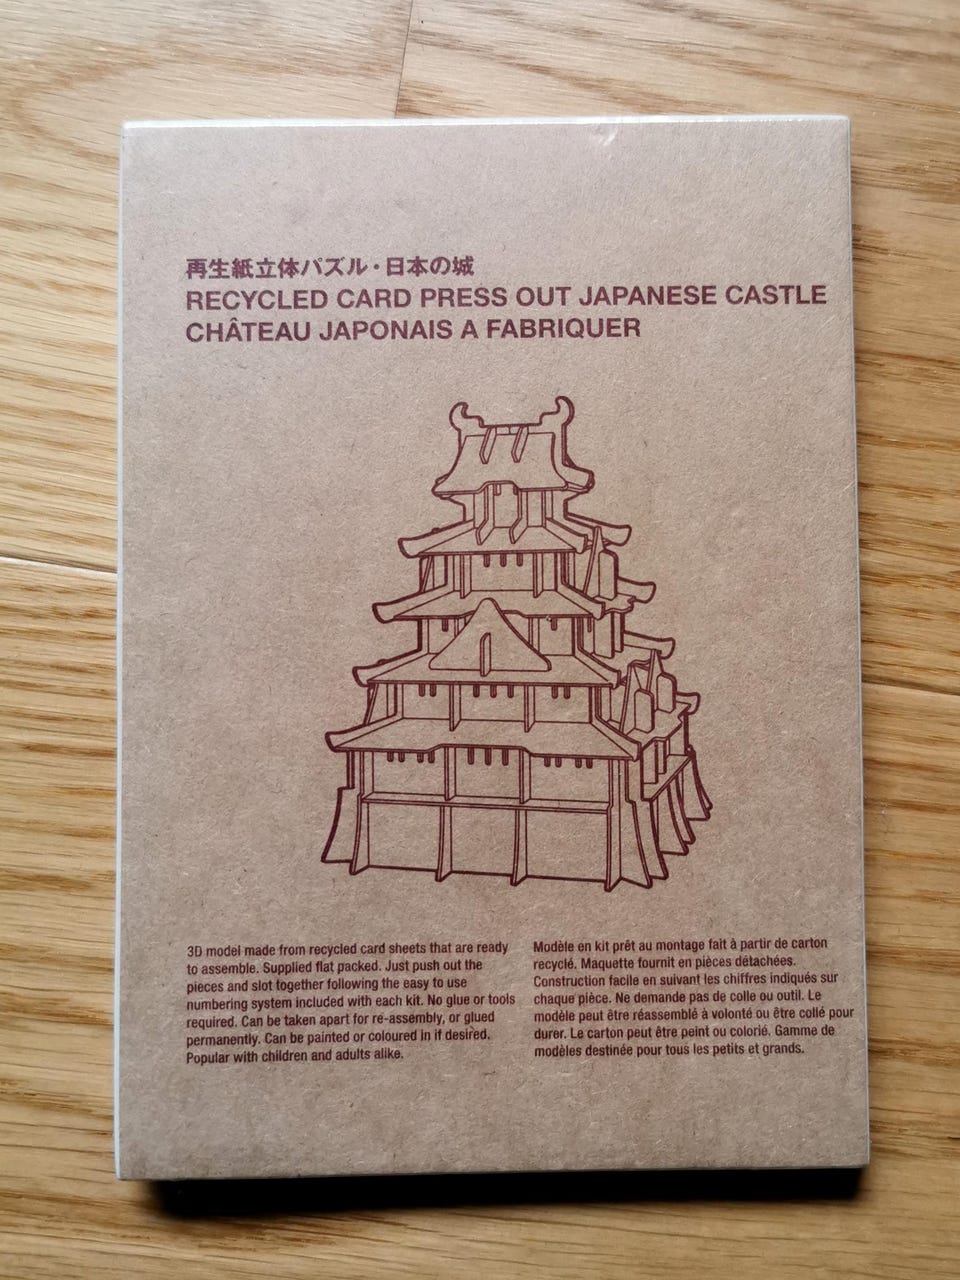 再生紙立体パズル・日本の城
RECYCLED CARD PRESS OUT JAPANESE CASTLE
CHÂTEAU JAPONAIS A FABRIQUER
3D model made from recycled card sheets that are ready
to assemble. Supplied flat packed. Just push out the
pieces and slot together following the easy to use
numbering system included with each kit. No glue or tools
required. Can be taken apart for re-assembly, or glued
permanently. Can be painted or coloured in if desired.
Popular with children and adults alike.
Modèle en kit prêt au montage fait à partir de carton
recyclé. Maquette fournit en pièces détachées.
Construction facile en suivant les chiffres indiqués sur
chaque pièce. Ne demande pas de colle ou outil. Le
modèle peut être réassemblé à volonté ou être collé pour
durer. Le carton peut être peint ou colorié. Gamme de
modèles destinée pour tous les petits et grands.